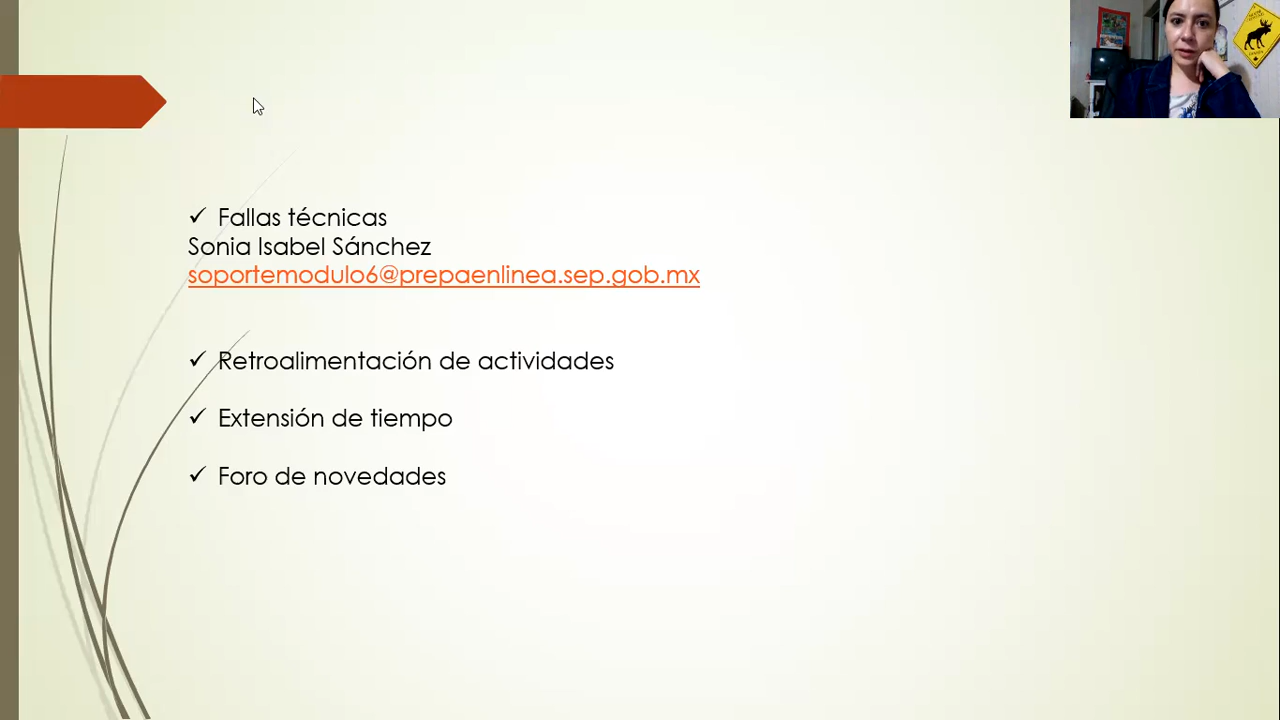 Fallas técnicas
Sonia Isabel Sánchez
soportemodulo6@prepaenlinea.sep.gob.mx
Retroalimentación de actividades
Extensión de tiempo
Foro de novedades